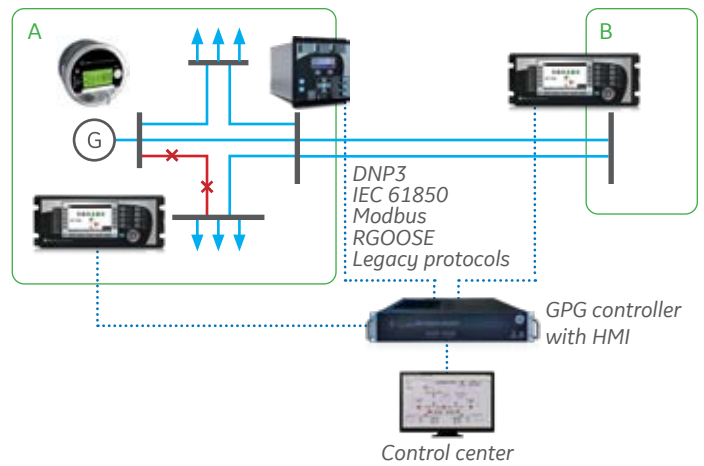 A
B
G
DNP3
IEC 61850
Modbus
RGOOSE
Legacy protocols
GPG controller
with HMI
Control center